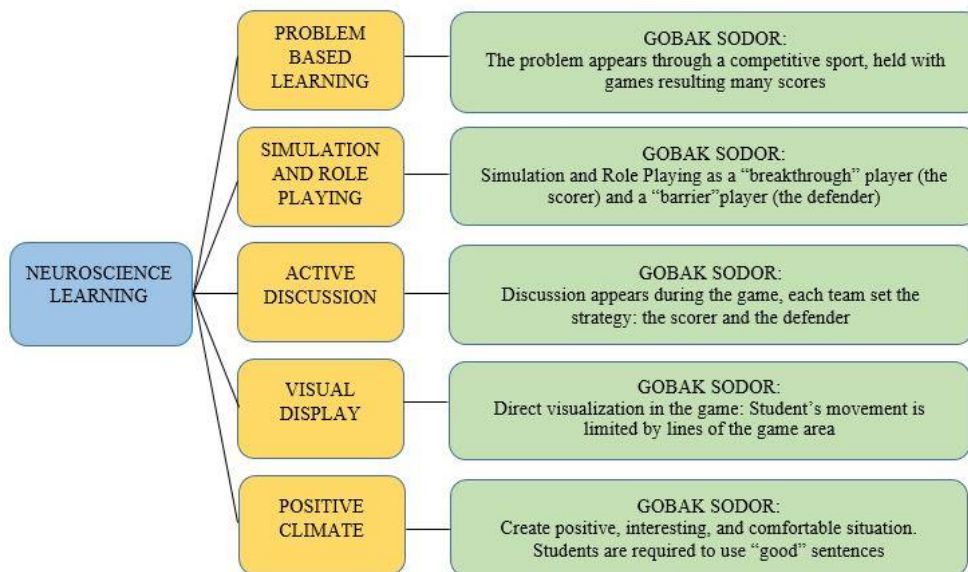 NEUROSCIENCE
LEARNING
PROBLEM
BASED
LEARNING
GOBAK SODOR:
The problem appears through a competitive sport, held with
games resulting many scores
SIMULATION
AND ROLE
PLAYING
GOBAK SODOR:
Simulation and Role Playing as a “breakthrough” player (the
scorer) and a “barrier”player (the defender)
ACTIVE
DISCUSSION
GOBAK SODOR:
Discussion appears during the game, each team set the
strategy: the scorer and the defender
VISUAL
DISPLAY
GOBAK SODOR:
Direct visualization in the game: Student’s movement is
limited by lines of the game area
POSITIVE
CLIMATE
GOBAK SODOR:
Create positive, interesting, and comfortable situation.
Students are required to use “good” sentences